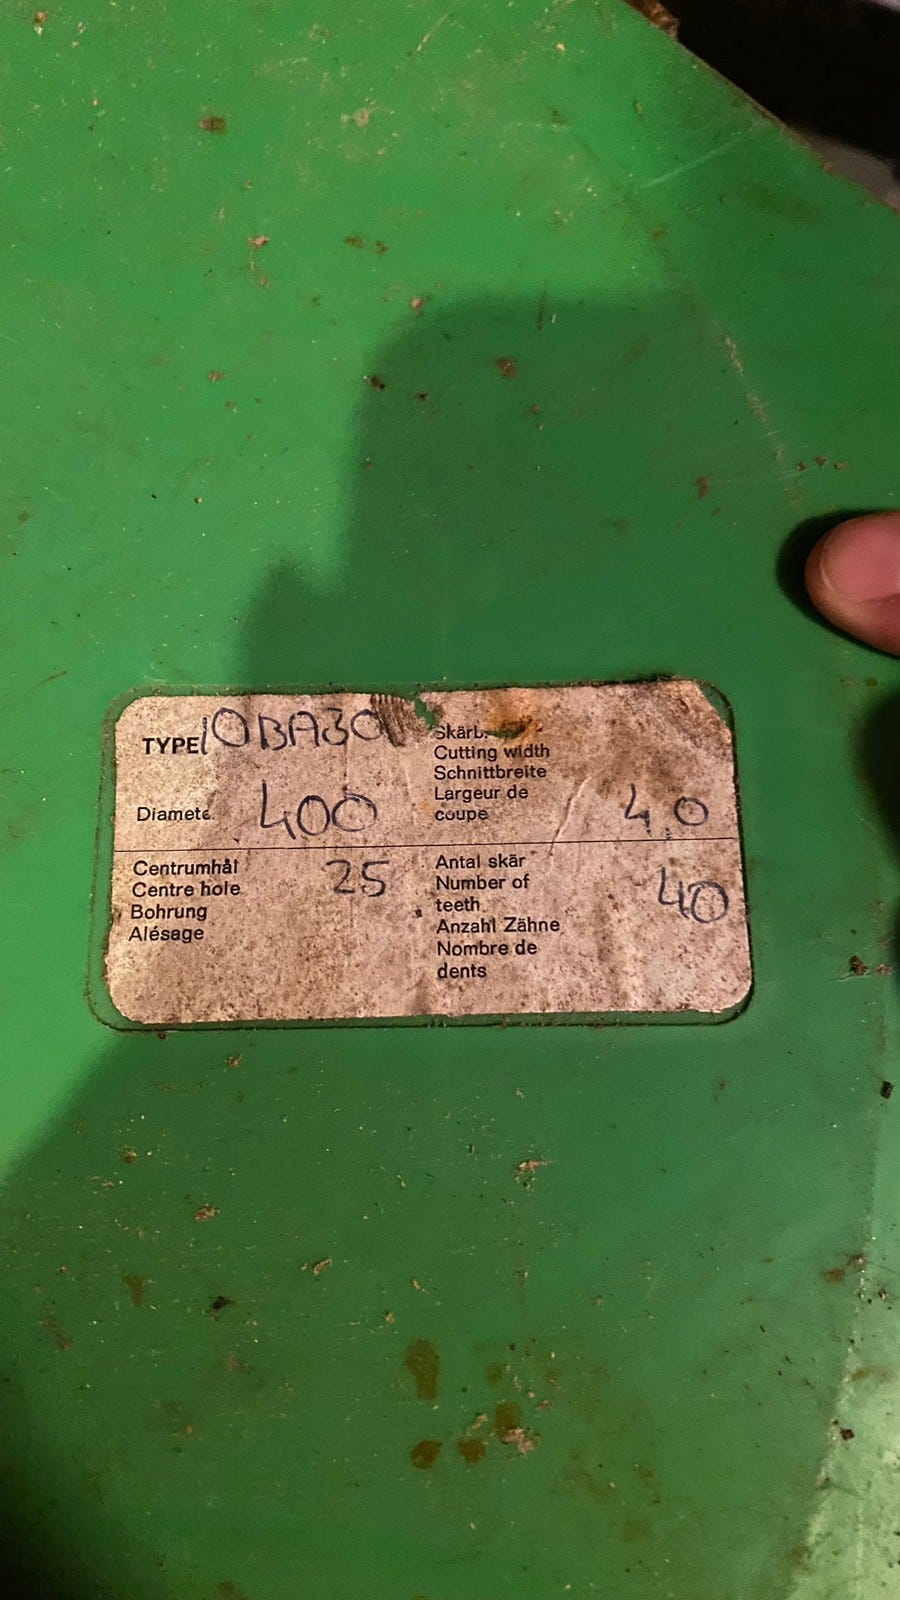 TYPE 10BA30
Diamete
400
Centrumhål
Centre hole
Bohrung
Alésage
25
Skärb.
Cutting width
Schnittbreite
Largeur de
coupe
4,0
Antal skär
Number of
teeth
Anzahl Zähne
Nombre de
dents
40